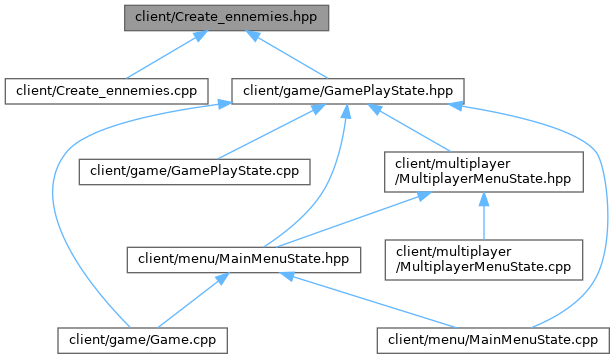 client/Create_ennemies.hpp
client/Create_ennemies.cpp
client/game/GamePlayState.hpp
client/game/GamePlayState.cpp
client/multiplayer
/MultiplayerMenuState.hpp
client/menu/MainMenuState.hpp
client/multiplayer
/MultiplayerMenuState.cpp
client/game/Game.cpp
client/menu/MainMenuState.cpp